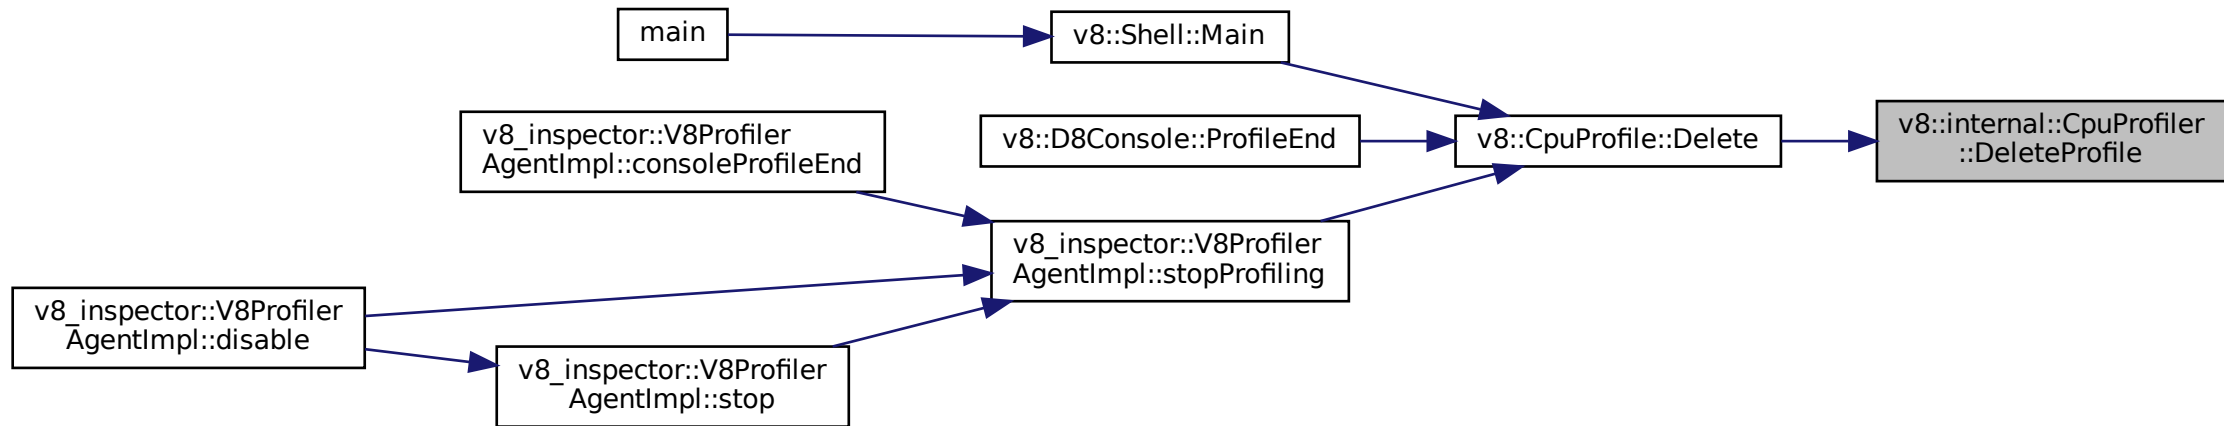 main
v8::Shell::Main
v8::internal::CpuProfiler
::DeleteProfile
v8_inspector::V8Profiler
AgentImpl::consoleProfileEnd
v8::D8Console::ProfileEnd
v8::CpuProfile::Delete
v8_inspector::V8Profiler
AgentImpl::stopProfiling
v8_inspector::V8Profiler
AgentImpl::disable
v8_inspector::V8Profiler
AgentImpl::stop